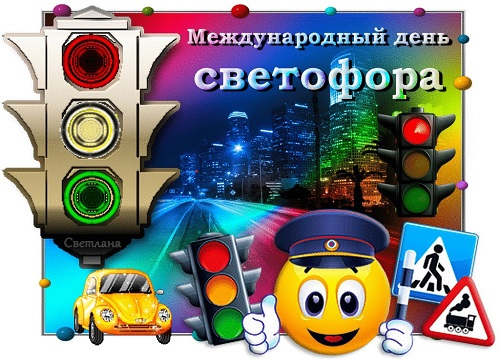 Международный день
светофора
Светлана